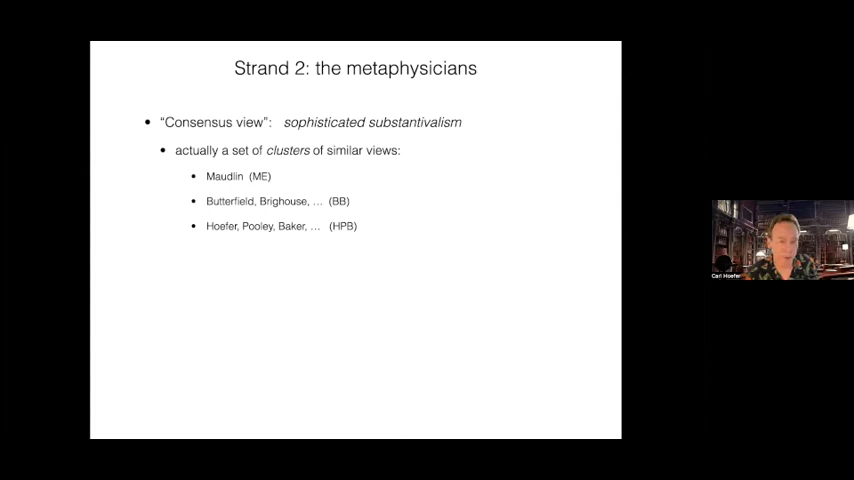 Strand 2: the metaphysicians
• “Consensus view”: sophisticated substantivalism
• actually a set of clusters of similar views:
• Maudlin (ME)
• Butterfield, Brighouse, … (BB)
• Hoefer, Pooley, Baker, … (HPB)
Carl Hoefer